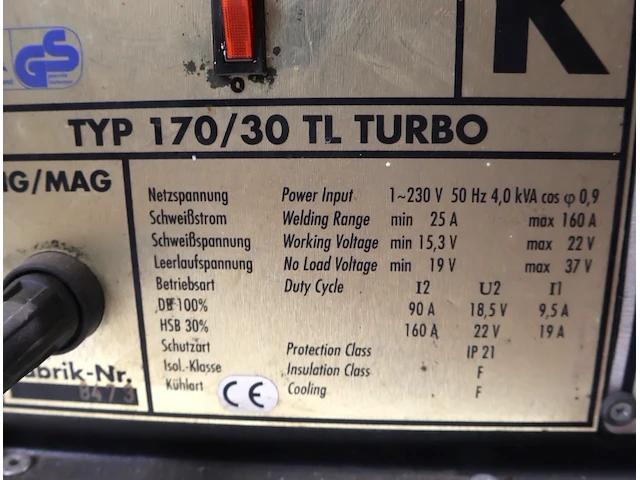 GS
K
TYP 170/30 TL TURBO
IG/MAG
Netzspannung Power Input 1~230 V 50 Hz 4,0 kVA cos φ 0,9
Schweißstrom Welding Range min 25 A max 160 A
Schweißspannung Working Voltage min 15,3 V max 22 V
Leerlaufspannung No Load Voltage min 19 V max 37 V
Betriebsart Duty Cycle I2 U2 I1
DB 100% 90 A 18,5 V 9,5 A
HSB 30% 160 A 22 V 19 A
Schutzart Protection Class IP 21
Isol.-Klasse Insulation Class F
Kühlart Cooling F
CE
abrik-Nr.
8473